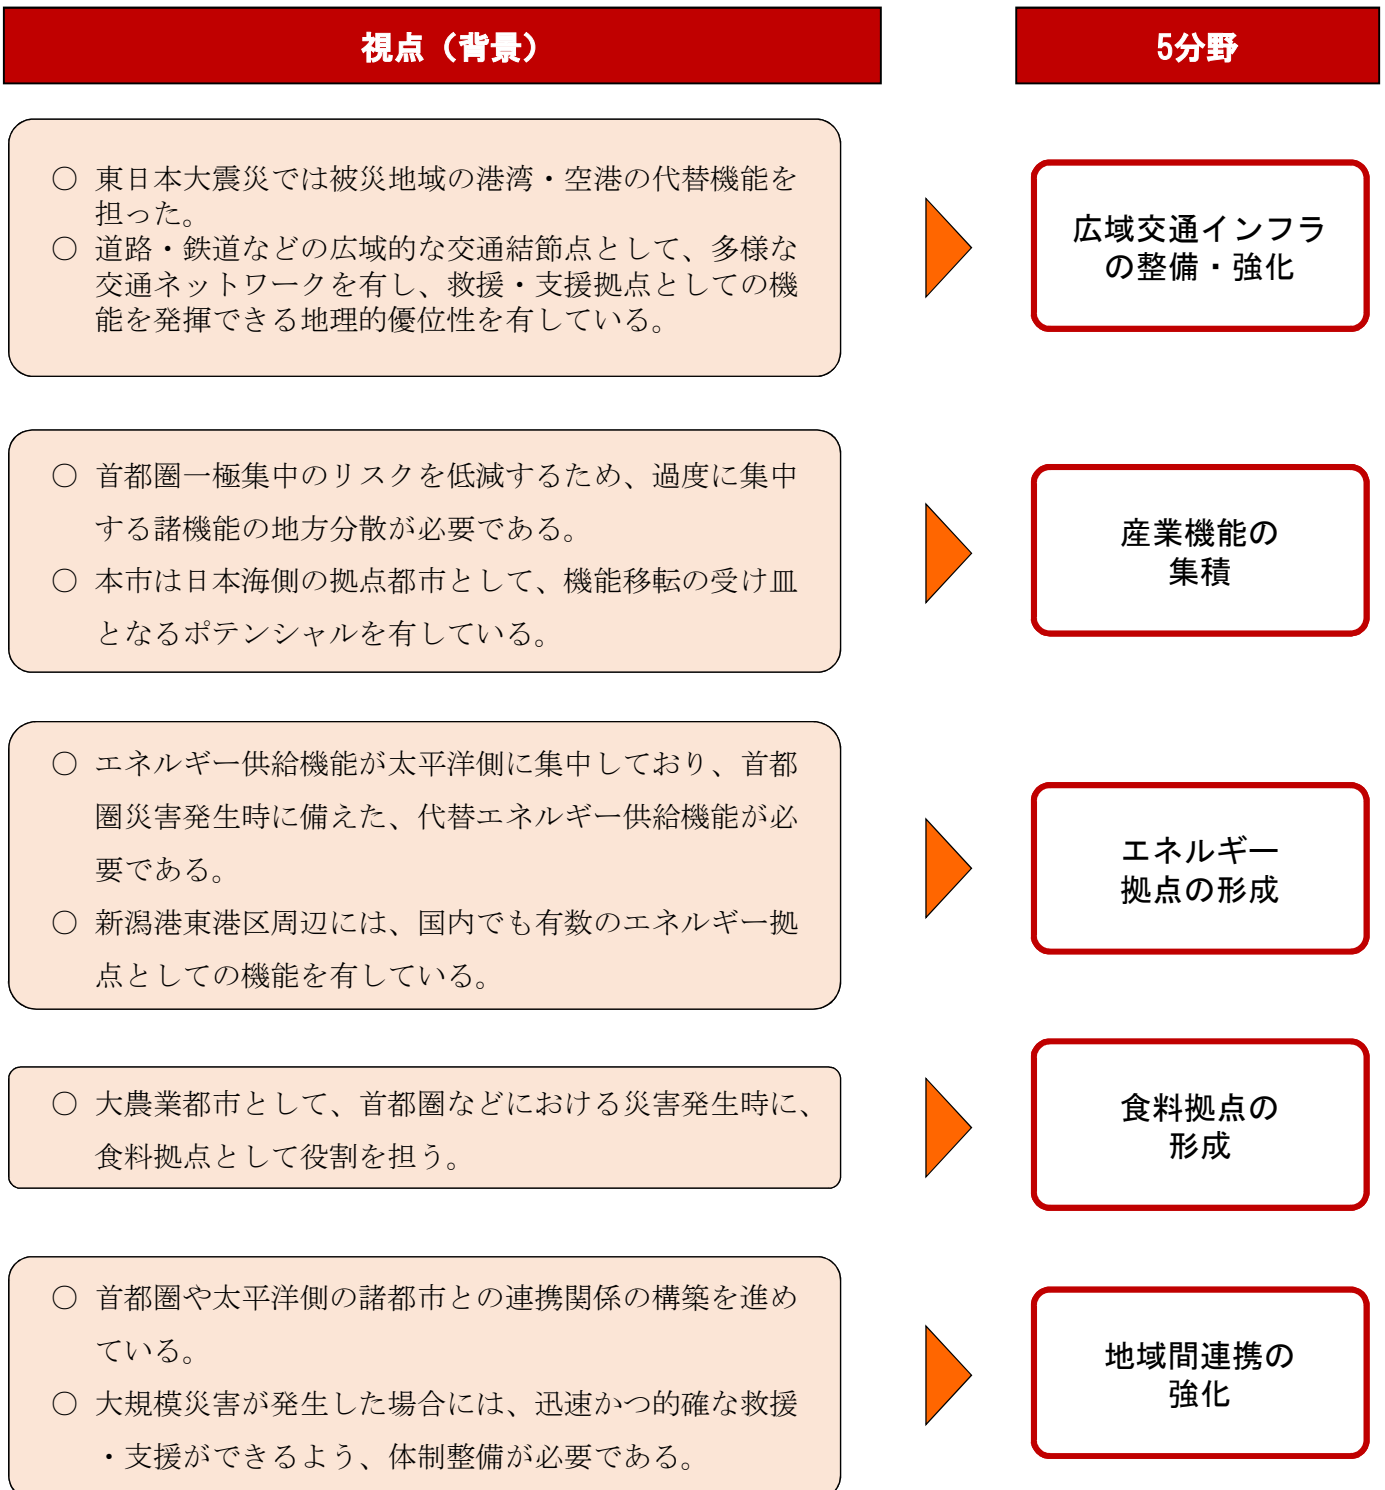 視点（背景）
5分野
○ 東日本大震災では被災地域の港湾・空港の代替機能を
担った。
○ 道路・鉄道などの広域的な交通結節点として、多様な
交通ネットワークを有し、救援・支援拠点としての機
能を発揮できる地理的優位性を有している。
広域交通インフラ
の整備・強化
○ 首都圏一極集中のリスクを低減するため、過度に集中
する諸機能の地方分散が必要である。
○ 本市は日本海側の拠点都市として、機能移転の受け皿
となるポテンシャルを有している。
産業機能の
集積
○ エネルギー供給機能が太平洋側に集中しており、首都
圏災害発生時に備えた、代替エネルギー供給機能が必
要である。
○ 新潟港東港区周辺には、国内でも有数のエネルギー拠
点としての機能を有している。
エネルギー
拠点の形成
○ 大農業都市として、首都圏などにおける災害発生時に、
食料拠点として役割を担う。
食料拠点の
形成
○ 首都圏や太平洋側の諸都市との連携関係の構築を進め
ている。
○ 大規模災害が発生した場合には、迅速かつ的確な救援
・支援ができるよう、体制整備が必要である。
地域間連携の
強化